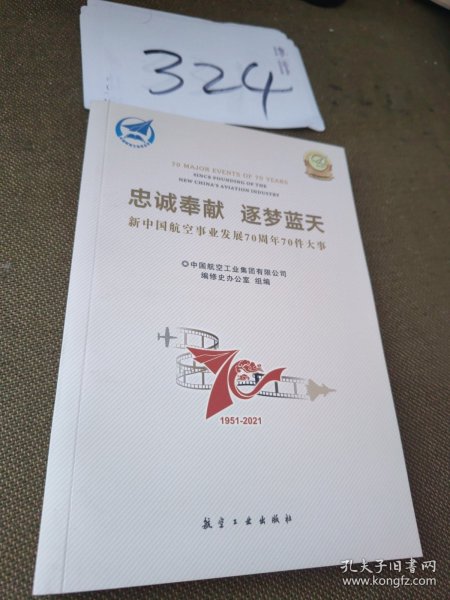 324
70 MAJOR EVENTS OF 70 YEARS
SINCE FOUNDING OF THE
NEW CHINA'S AVIATION INDUSTRY
忠诚奉献 逐梦蓝天
新中国航空事业发展70周年70件大事
◎中国航空工业集团有限公司
编修史办公室 组编
70
1951-2021
航空工业出版社
孔夫子旧书网
www.kongfz.com